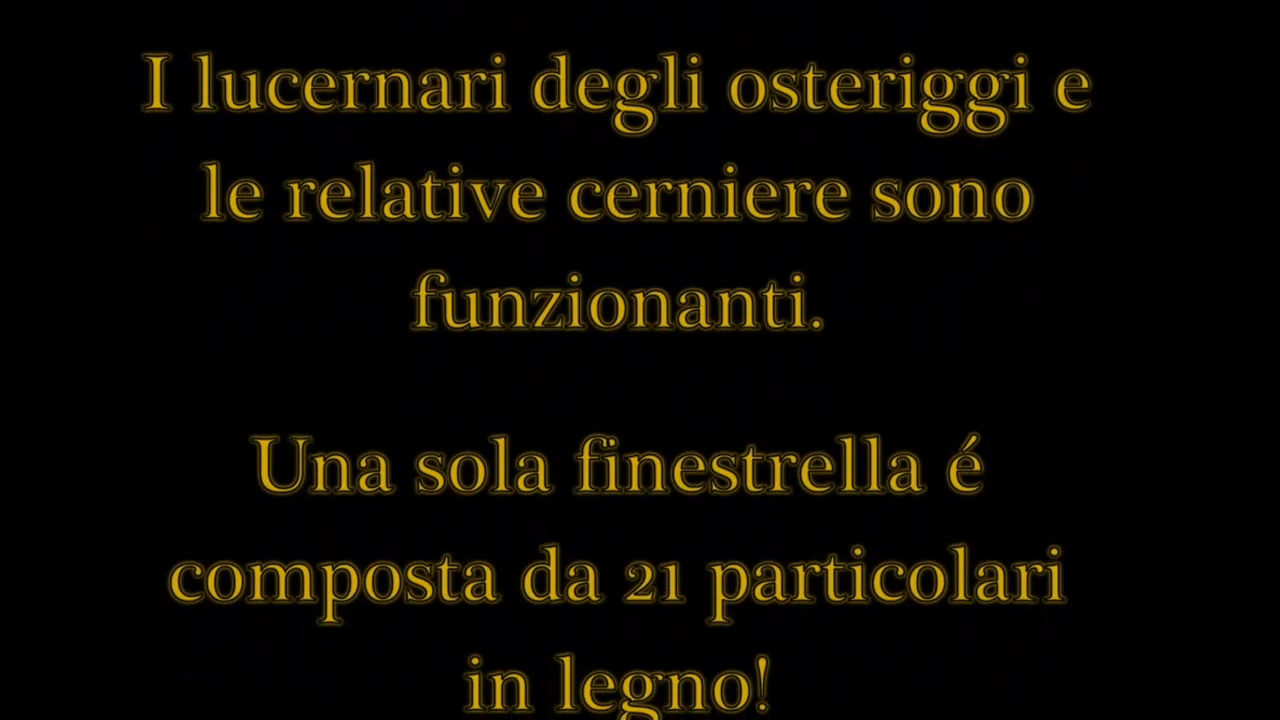 I lucernari degli osteriggi e
le relative cerniere sono
funzionanti.
Una sola finestrella é
composta da 21 particolari
in legno!